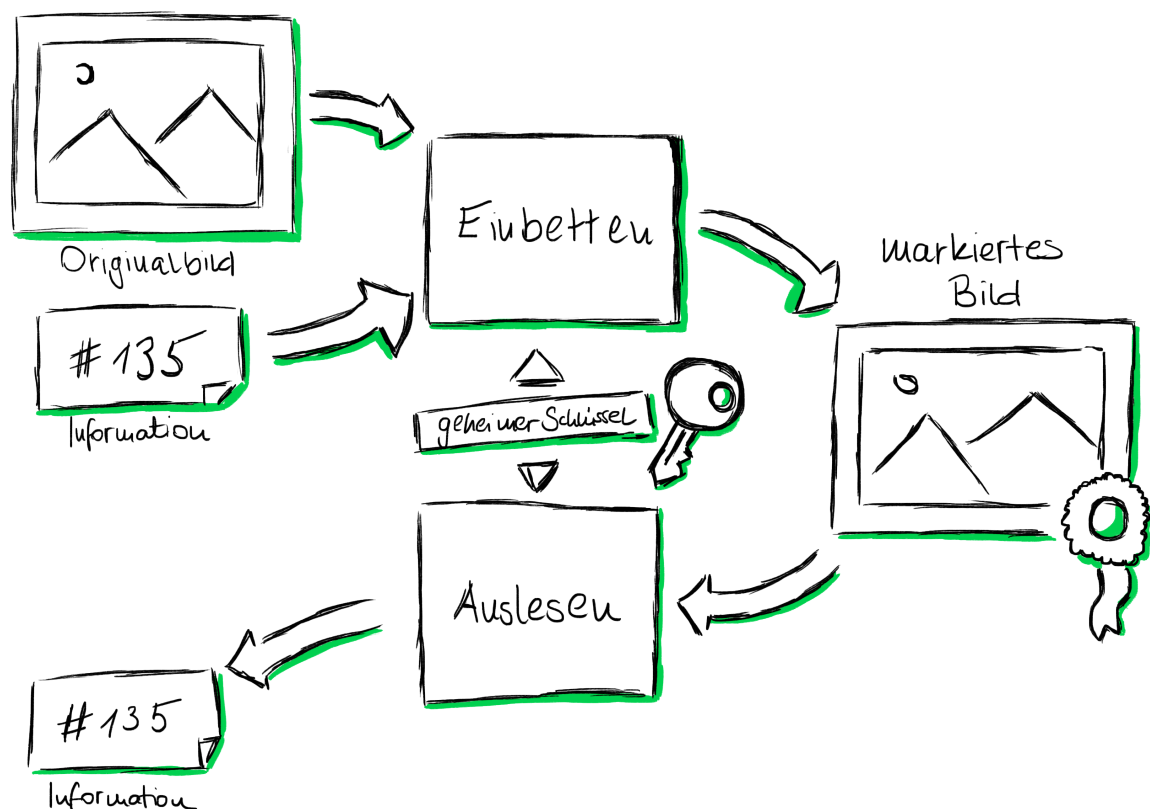 Originalbild
#135
Information
Einbetten
markiertes
Bild
geheimer Schlüssel
Auslesen
#135
Information